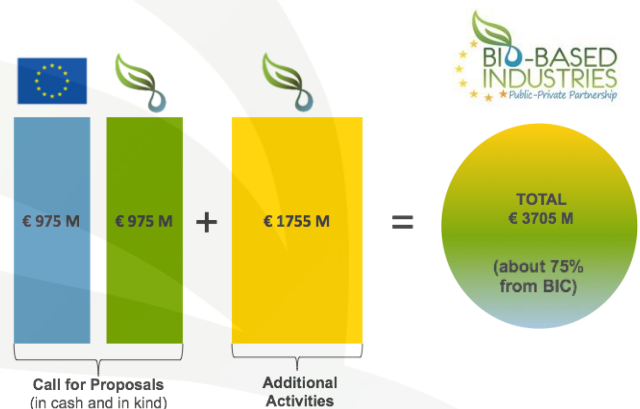 BIO-BASED
INDUSTRIES
Public-Private Partnership
€ 975 M
€ 975 M
+
€ 1755 M
=
TOTAL
€ 3705 M
(about 75%
from BIC)
Call for Proposals
(in cash and in kind)
Additional
Activities